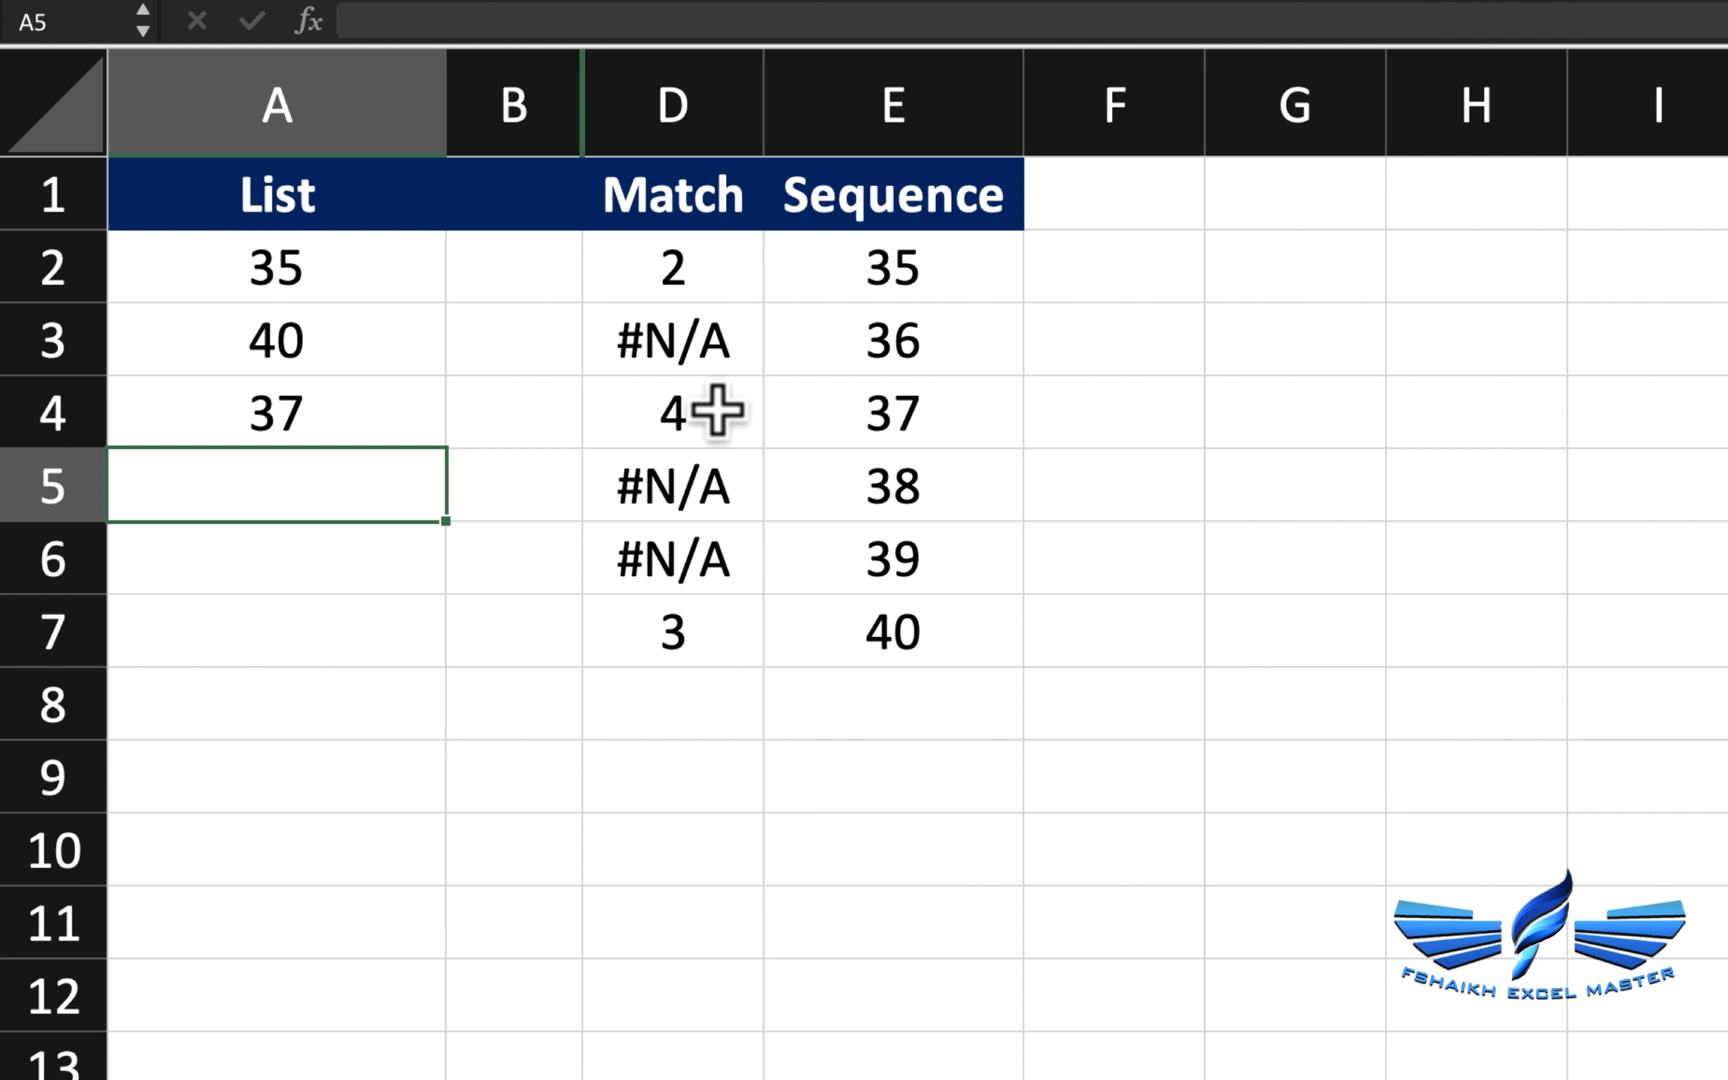 A5 fx
A B D E F G H I
1 List Match Sequence
2 35 2 35
3 40 #N/A 36
4 37 4 37
5 #N/A 38
6 #N/A 39
7 3 40
8
9
10
11
12
13
FSHAIKH EXCEL MASTER